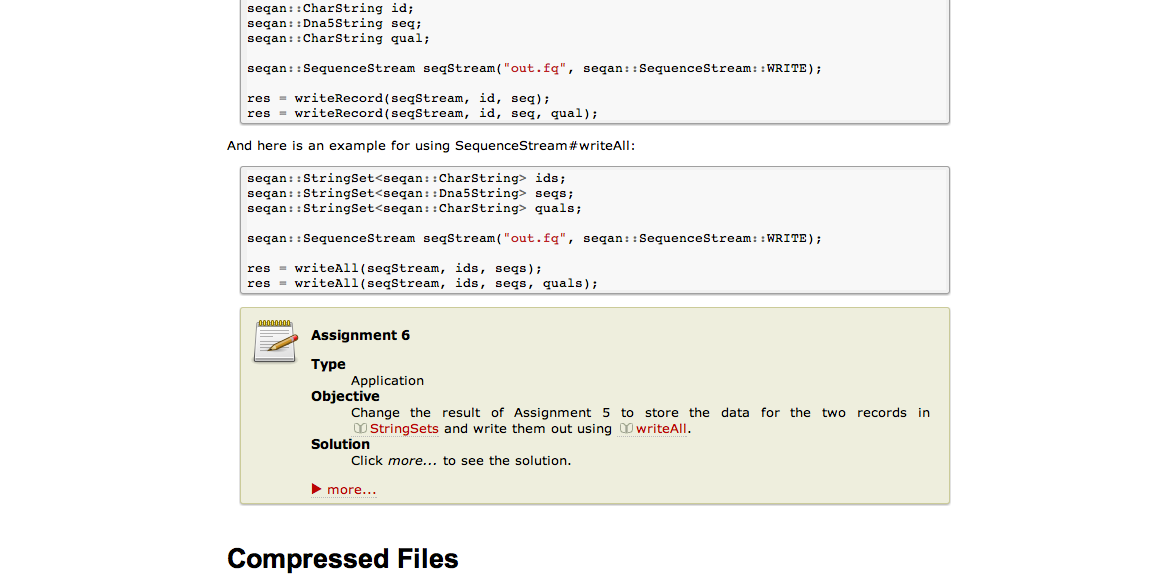 seqan::CharString id;
seqan::Dna5String seq;
seqan::CharString qual;
seqan::SequenceStream seqStream("out.fq", seqan::SequenceStream::WRITE);
res = writeRecord(seqStream, id, seq);
res = writeRecord(seqStream, id, seq, qual);
And here is an example for using SequenceStream#writeAll:
seqan::StringSet<seqan::CharString> ids;
seqan::StringSet<seqan::Dna5String> seqs;
seqan::StringSet<seqan::CharString> quals;
seqan::SequenceStream seqStream("out.fq", seqan::SequenceStream::WRITE);
res = writeAll(seqStream, ids, seqs);
res = writeAll(seqStream, ids, seqs, quals);
Assignment 6
Type
Application
Objective
Change the result of Assignment 5 to store the data for the two records in
StringSets and write them out using writeAll.
Solution
Click more... to see the solution.
▶ more...
Compressed Files